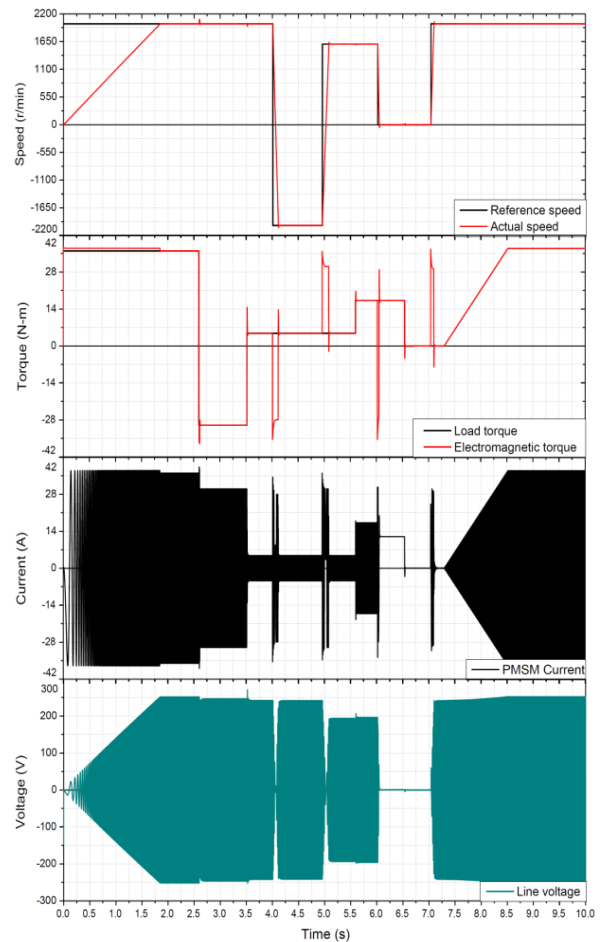 2200
1650
1100
550
0
-550
-1100
-1650
-2200
Speed (r/min)
Reference speed
Actual speed
42
28
14
0
-14
-28
-42
Torque (N-m)
Load torque
Electromagnetic torque
42
28
14
0
-14
-28
-42
Current (A)
PMSM Current
300
200
100
0
-100
-200
-300
Voltage (V)
Line voltage
0.0 0.5 1.0 1.5 2.0 2.5 3.0 3.5 4.0 4.5 5.0 5.5 6.0 6.5 7.0 7.5 8.0 8.5 9.0 9.5 10.0
Time (s)